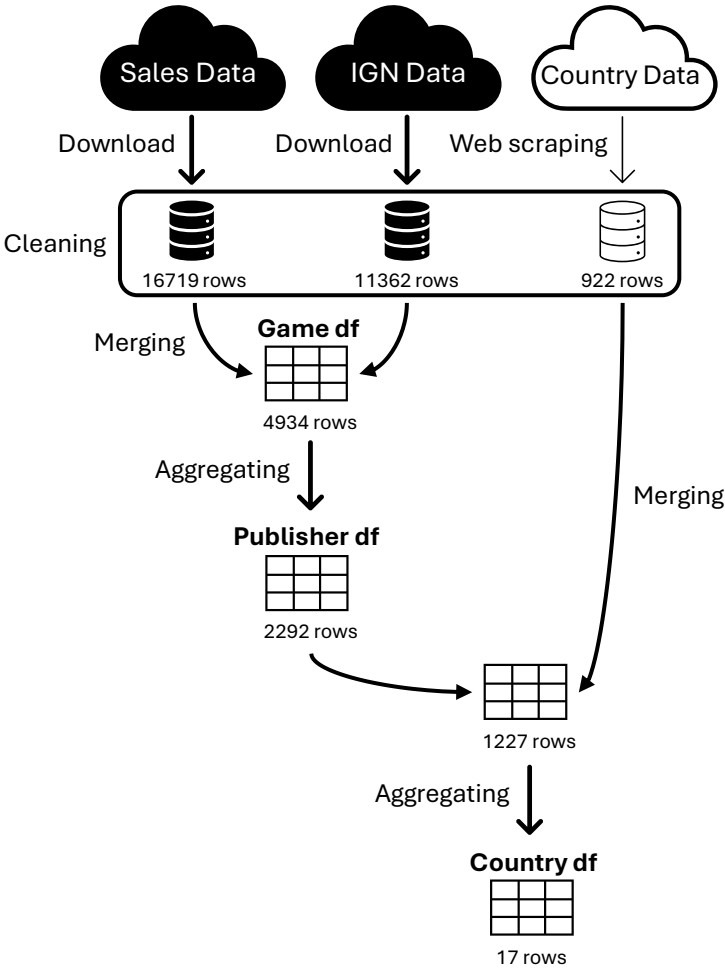 Sales Data
IGN Data
Country Data
Download
Download
Web scraping
Cleaning
16719 rows
11362 rows
922 rows
Merging
Game df
4934 rows
Aggregating
Merging
Publisher df
2292 rows
1227 rows
Aggregating
Country df
17 rows